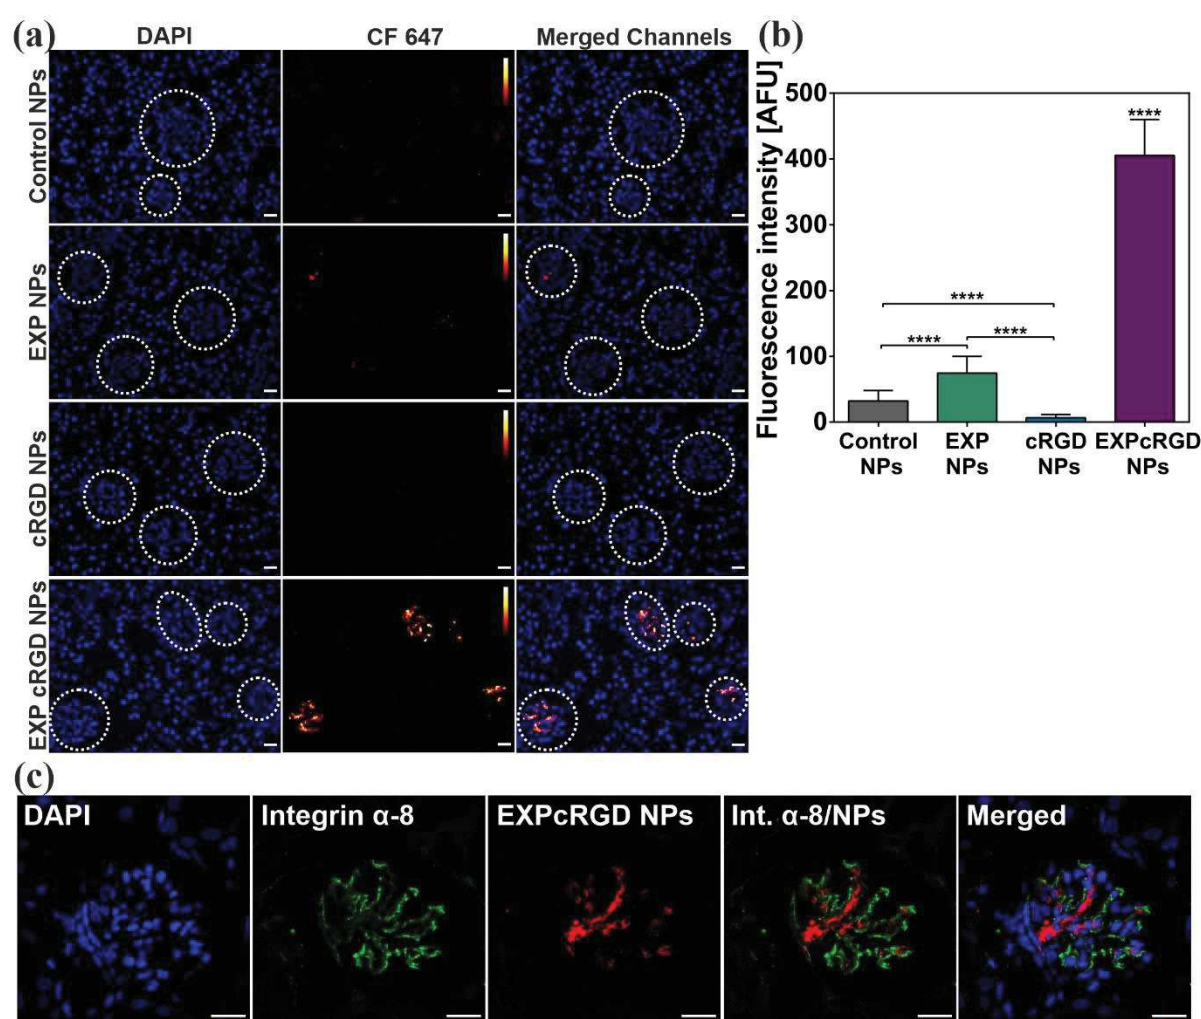 (a)
DAPI
CF 647
Merged Channels
Control NPs
EXP NPs
cRGD NPs
EXP cRGD NPs
(b)
Fluorescence intensity [AFU]
500
400
300
200
100
0
****
****
****
****
Control
NPs
EXP
NPs
cRGD
NPs
EXPcRGD
NPs
(c)
DAPI
Integrin α-8
EXPcRGD NPs
Int. α-8/NPs
Merged